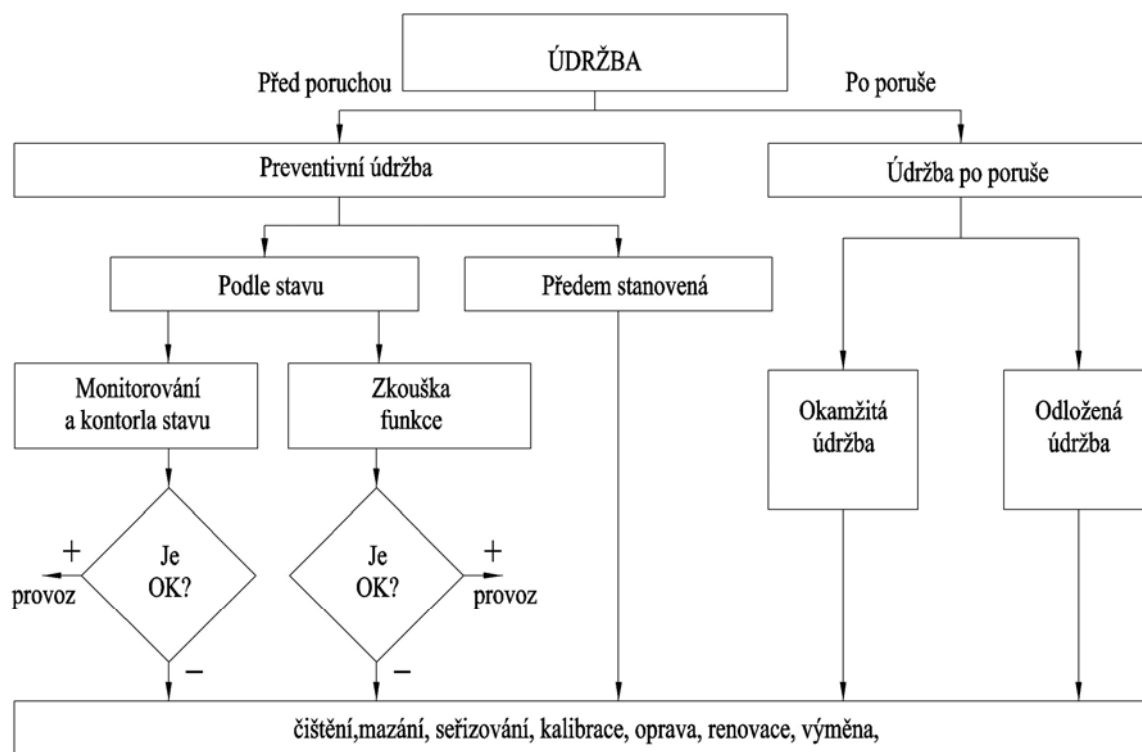 ÚDRŽBA
Před poruchou
Po poruše
Preventivní údržba
Údržba po poruše
Podle stavu
Předem stanovená
Monitorování
a kontorla stavu
Zkouška
funkce
Okamžitá
údržba
Odložená
údržba
+
Je
OK?
provoz
–
Je
OK?
+
provoz
–
čištění,mazání, seřizování, kalibrace, oprava, renovace, výměna,